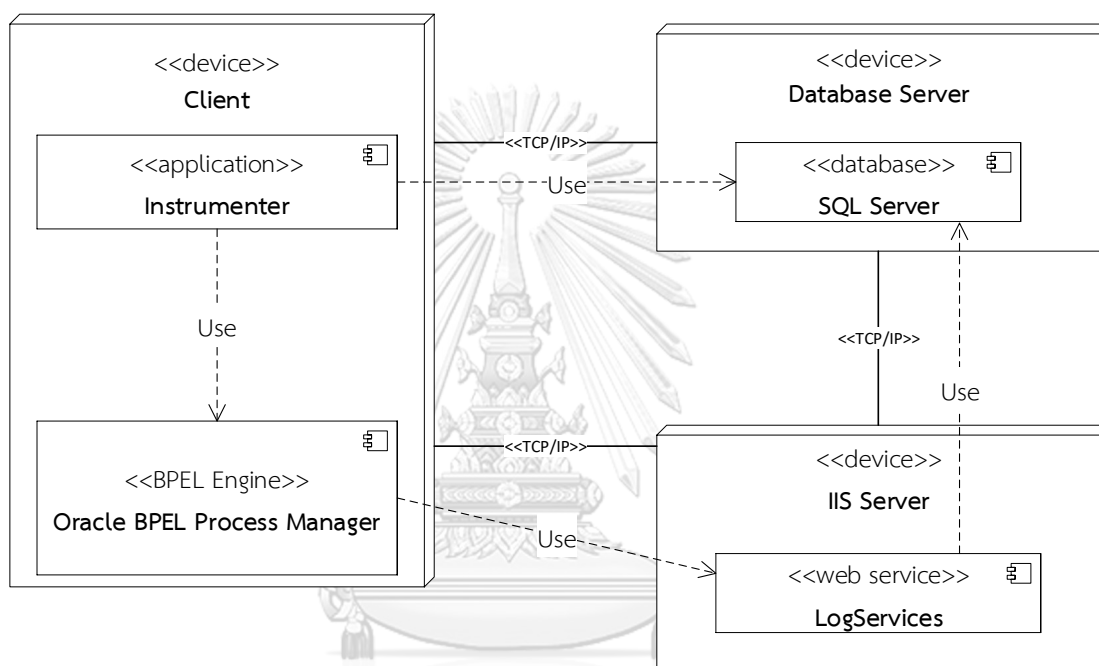 <<device>>
Client
<<application>>
Instrumenter
Use
<<BPEL Engine>>
Oracle BPEL Process Manager
<<TCP/IP>>
Use
<<TCP/IP>>
Use
<<device>>
Database Server
<<database>>
SQL Server
<<TCP/IP>>
Use
<<device>>
IIS Server
<<web service>>
LogServices